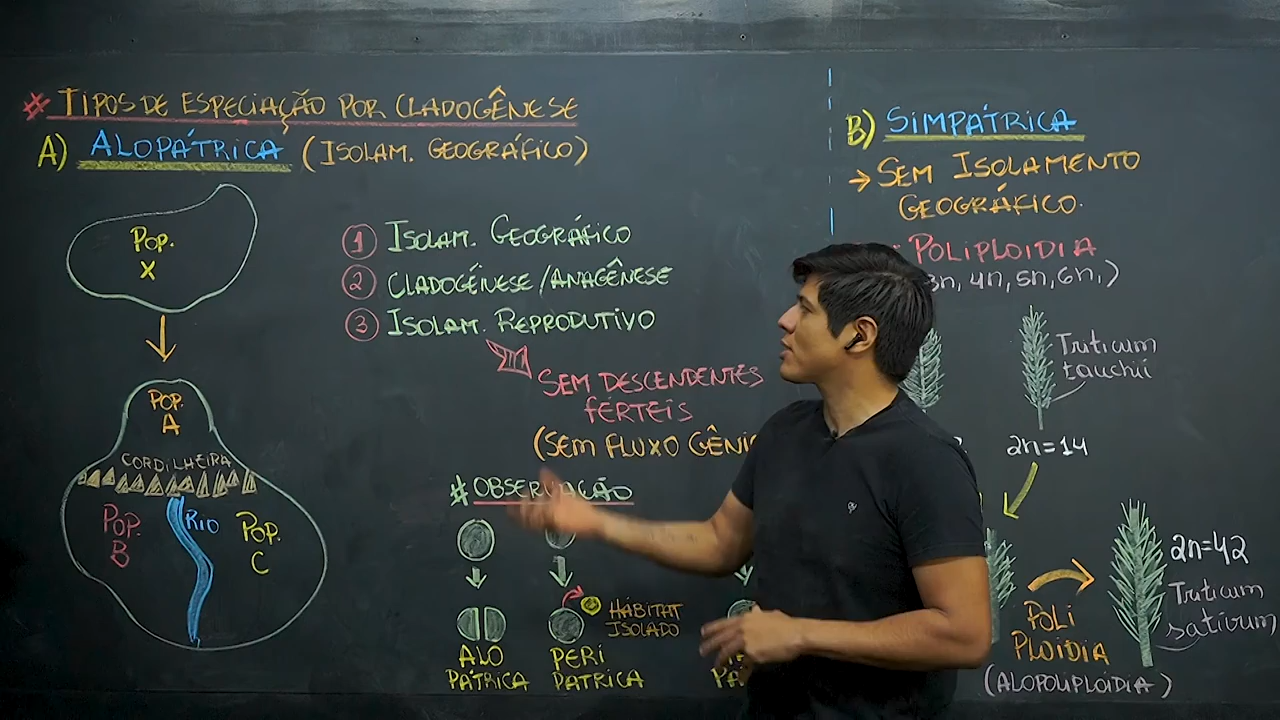 # TIPOS DE ESPECIAÇÃO POR CLADOGÊNESE
A) ALOPÁTRICA (ISOLAM. GEOGRÁFICO)
POP.
X
POP.
A
CORDILHEIRA
POP.
B
RIO
POP.
C
1 ISOLAM. GEOGRÁFICO
2 CLADOGÊNESE/ANAGÊNESE
3 ISOLAM. REPRODUTIVO
SEM DESCENDENTES
FÉRTEIS
(SEM FLUXO GÊNIC
# OBSERVAÇÃO
ALO
PÁTRICA
HÁBITAT
ISOLADO
PERI
PÁTRICA
B) SIMPÁTRICA
→ SEM ISOLAMENTO
GEOGRÁFICO.
POLIPLOIDIA
3n, 4n, 5n, 6n,)
Triticum
tauchii
2n=14
POLI
PLOIDIA
(ALOPOLIPLOIDIA)
2n=42
Triticum
sativum